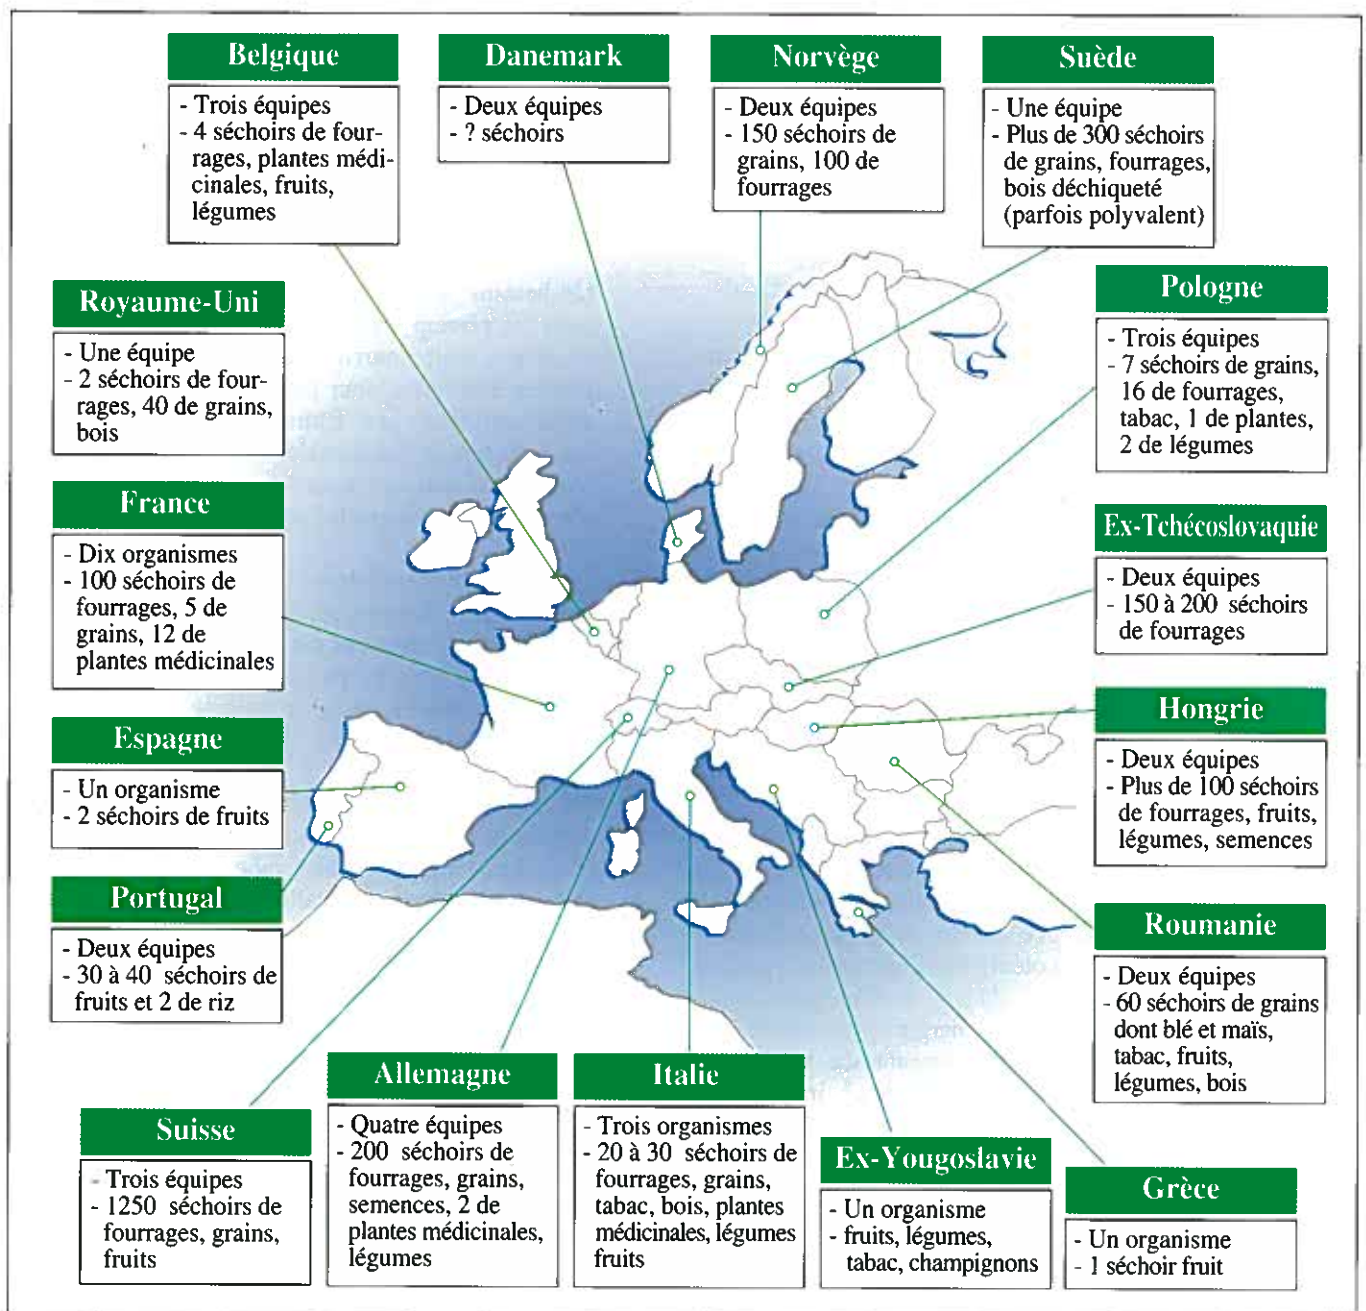 Belgique
- Trois équipes
- 4 séchoirs de four-
rages, plantes médi-
cinales, fruits,
légumes
Danemark
- Deux équipes
- ? séchoirs
Norvège
- Deux équipes
- 150 séchoirs de
grains, 100 de
fourrages
Suède
- Une équipe
- Plus de 300 séchoirs
de grains, fourrages,
bois déchiqueté
(parfois polyvalent)
Royaume-Uni
- Une équipe
- 2 séchoirs de four-
rages, 40 de grains,
bois
Pologne
- Trois équipes
- 7 séchoirs de grains,
16 de fourrages,
tabac, 1 de plantes,
2 de légumes
France
- Dix organismes
- 100 séchoirs de
fourrages, 5 de
grains, 12 de
plantes médicinales
Ex-Tchécoslovaquie
- Deux équipes
- 150 à 200 séchoirs
de fourrages
Espagne
- Un organisme
- 2 séchoirs de fruits
Hongrie
- Deux équipes
- Plus de 100 séchoirs
de fourrages, fruits,
légumes, semences
Portugal
- Deux équipes
- 30 à 40 séchoirs de
fruits et 2 de riz
Roumanie
- Deux équipes
- 60 séchoirs de grains
dont blé et maïs,
tabac, fruits,
légumes, bois
Suisse
- Trois équipes
- 1250 séchoirs de
fourrages, grains,
fruits
Allemagne
- Quatre équipes
- 200 séchoirs de
fourrages, grains,
semences, 2 de
plantes médicinales,
légumes
Italie
- Trois organismes
- 20 à 30 séchoirs de
fourrages, grains,
tabac, bois, plantes
médicinales, légumes
fruits
Ex-Yougoslavie
- Un organisme
- fruits, légumes,
tabac, champignons
Grèce
- Un organisme
- 1 séchoir fruit